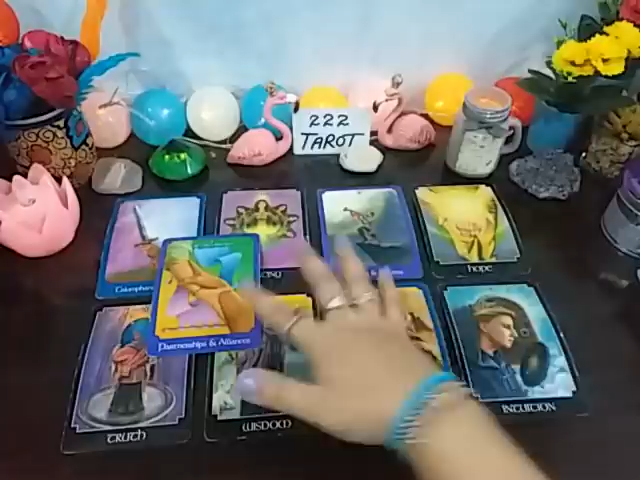 222
TAROT
HOPE
Partnerships & Alliances
TRUTH
WISDOM
INTUITION